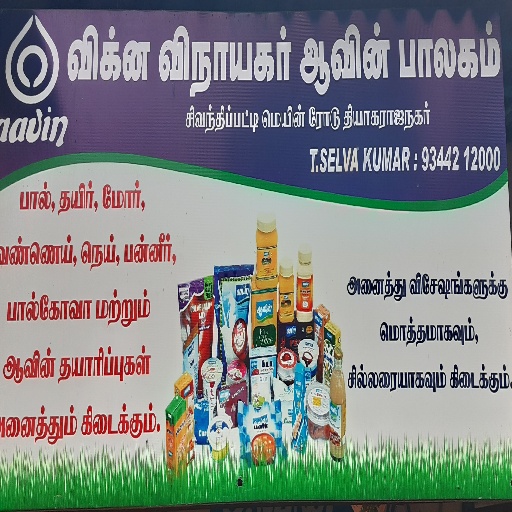 விக்ன விநாயகர் ஆவின் பாலகம்
aavin
சிவந்திப்பட்டி மெயின் ரோடு தியாகராஜநகர்
T.SELVA KUMAR : 93442 12000
பால், தயிர், மோர்,
வெண்ணெய், நெய், பன்னீர்,
பால்கோவா மற்றும்
ஆவின் தயாரிப்புகள்
அனைத்தும் கிடைக்கும்.
அனைத்து விசேஷங்களுக்கு
மொத்தமாகவும்,
சில்லரையாகவும் கிடைக்கும்.